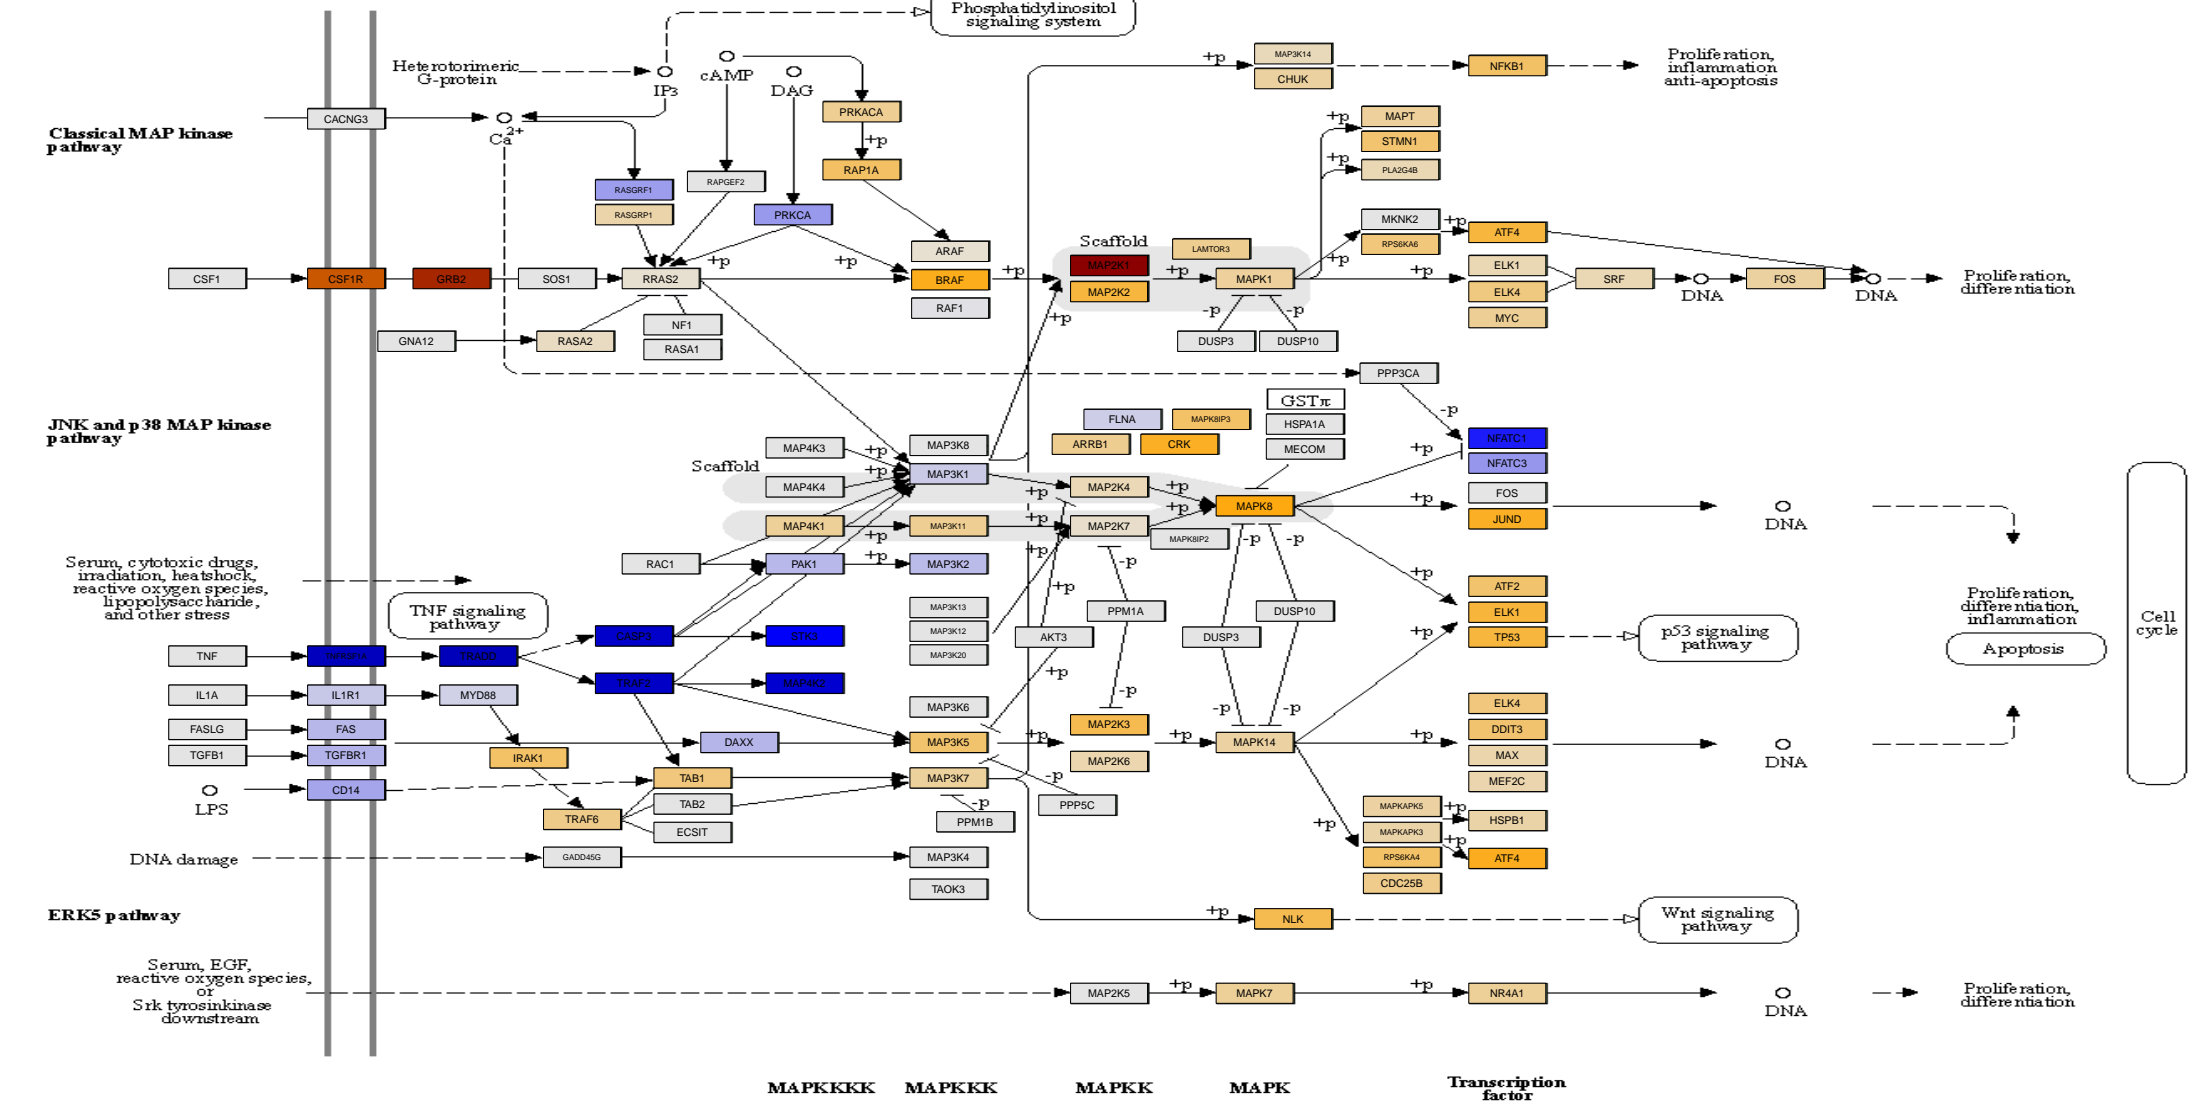 Phosphatidylinositol
signaling system
Heterotorimeric
G-protein
IP3
cAMP
DAG
Ca2+
CACNG3
Classical MAP kinase
pathway
PRKACA
+p
RAP1A
RASGRF1
RASGRP1
RAPGEF2
PRKCA
+p
MAP3K14
CHUK
NFKB1
Proliferation,
inflammation
anti-apoptosis
+p
MAPT
STMN1
+p
PLA2G4B
MKNK2
+p
RPS6KA6
ATF4
Scaffold
LAMTOR3
ARAF
CSF1
CSF1R
GRB2
SOS1
RRAS2
+p
+p
BRAF
+p
MAP2K1
MAP2K2
+p
MAPK1
+p
+p
ELK1
ELK4
MYC
SRF
DNA
FOS
DNA
Proliferation,
differentiation
RAF1
+p
-p
-p
NF1
RASA1
GNA12
RASA2
DUSP3
DUSP10
PPP3CA
-p
JNK and p38 MAP kinase
pathway
FLNA
MAPK8IP3
ARRB1
CRK
GSTπ
HSPA1A
MECOM
NFATC1
NFATC3
+p
MAP4K3
+p
MAP3K8
Scaffold
+p
MAP3K1
MAP4K4
+p
MAP2K4
+p
MAPK8
+p
FOS
JUND
DNA
MAP4K1
+p
MAP3K11
+p
MAP2K7
+p
MAPK8IP2
-p
-p
RAC1
PAK1
+p
MAP3K2
+p
-p
+p
+p
ATF2
ELK1
TP53
p53 signaling
pathway
Serum, cytotoxic drugs,
irradiation, heatshock,
reactive oxygen species,
lipopolysaccharide,
and other stress
TNF signaling
pathway
MAP3K13
MAP3K12
MAP3K20
PPM1A
AKT3
DUSP3
DUSP10
+p
Proliferation,
differentiation,
inflammation
Apoptosis
Cell
cycle
CASP3
STK3
TNF
TRADD
TRAF2
MAP4K2
+p
IL1A
IL1R1
MYD88
-p
-p
-p
FASLG
FAS
MAP3K6
MAP2K3
ELK4
DDIT3
MAX
MEF2C
TGFB1
TGFBR1
DAXX
MAP3K5
+p
MAP2K6
+p
MAPK14
+p
DNA
IRAK1
TAB1
MAP3K7
-p
LPS
CD14
TAB2
-p
PPP5C
TRAF6
ECSIT
PPM1B
MAPKAPK5
+p
HSPB1
MAPKAPK3
+p
+p
RPS6KA4
ATF4
CDC25B
DNA damage
GADD45G
MAP3K4
TAOK3
ERK5 pathway
+p
NLK
Wnt signaling
pathway
Serum, EGF,
reactive oxygen species,
or
Srk tyrosinkinase
downstream
MAP2K5
+p
MAPK7
+p
NR4A1
DNA
Proliferation,
differentiation
MAPKKKK
MAPKKK
MAPKK
MAPK
Transcription
factor